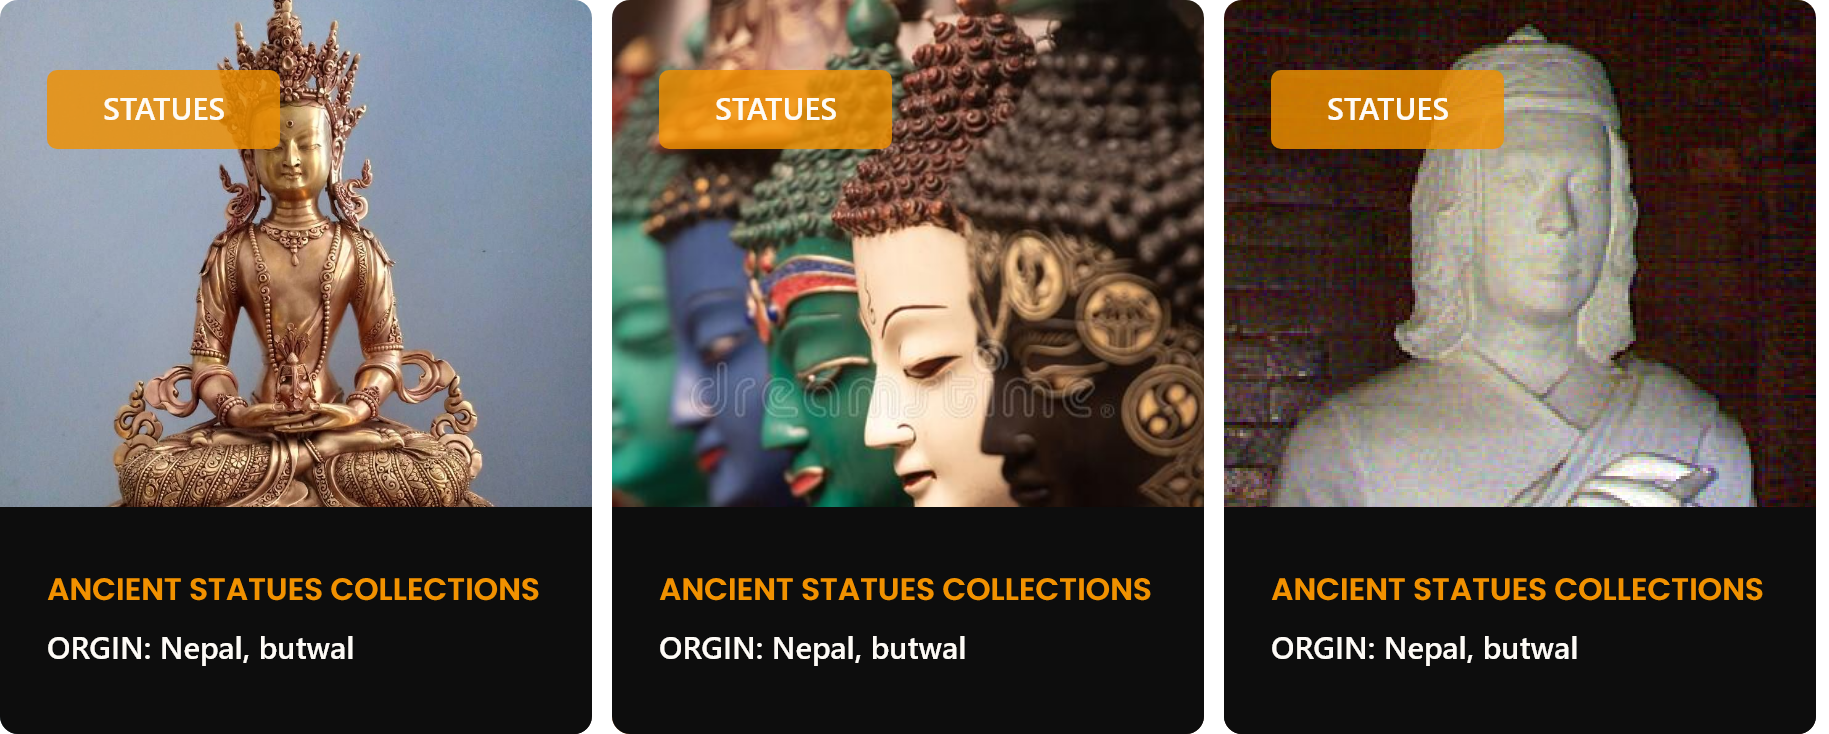 STATUES
ANCIENT STATUES COLLECTIONS
ORGIN: Nepal, butwal
STATUES
dreamstime®
ANCIENT STATUES COLLECTIONS
ORGIN: Nepal, butwal
STATUES
ANCIENT STATUES COLLECTIONS
ORGIN: Nepal, butwal